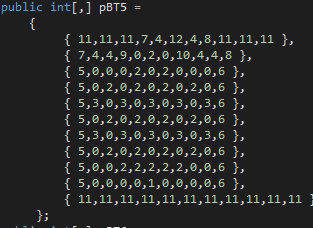 public int[,] pBT5 =
{
{ 11,11,11,7,4,12,4,8,11,11,11 },
{ 7,4,4,9,0,2,0,10,4,4,8 },
{ 5,0,0,0,2,0,2,0,0,0,6 },
{ 5,0,2,0,2,0,2,0,2,0,6 },
{ 5,3,0,3,0,3,0,3,0,3,6 },
{ 5,0,2,0,2,0,2,0,2,0,6 },
{ 5,3,0,3,0,3,0,3,0,3,6 },
{ 5,0,2,0,2,0,2,0,2,0,6 },
{ 5,0,0,2,2,2,2,2,0,0,6 },
{ 5,0,0,0,0,1,0,0,0,0,6 },
{ 11,11,11,11,11,11,11,11,11,11,11 }
};